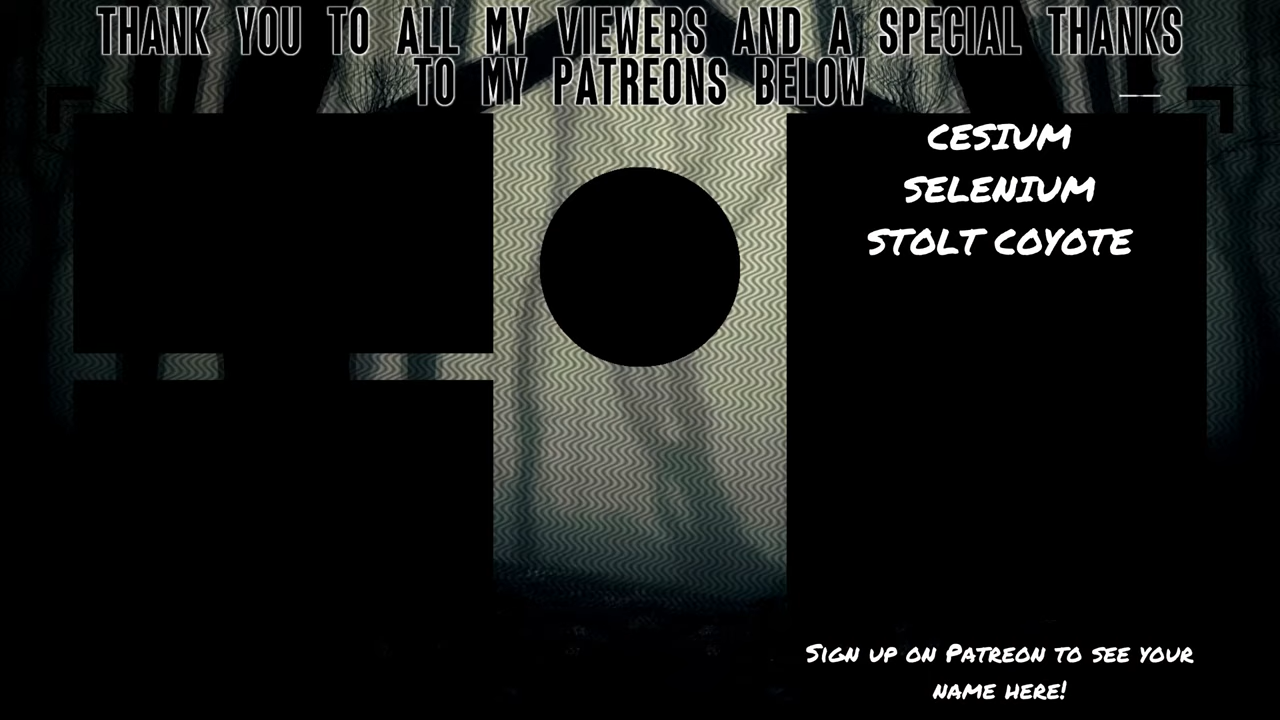 THANK YOU TO ALL MY VIEWERS AND A SPECIAL THANKS
TO MY PATREONS BELOW
CESIUM
SELENIUM
STOLT COYOTE
SIGN UP ON PATREON TO SEE YOUR
NAME HERE!